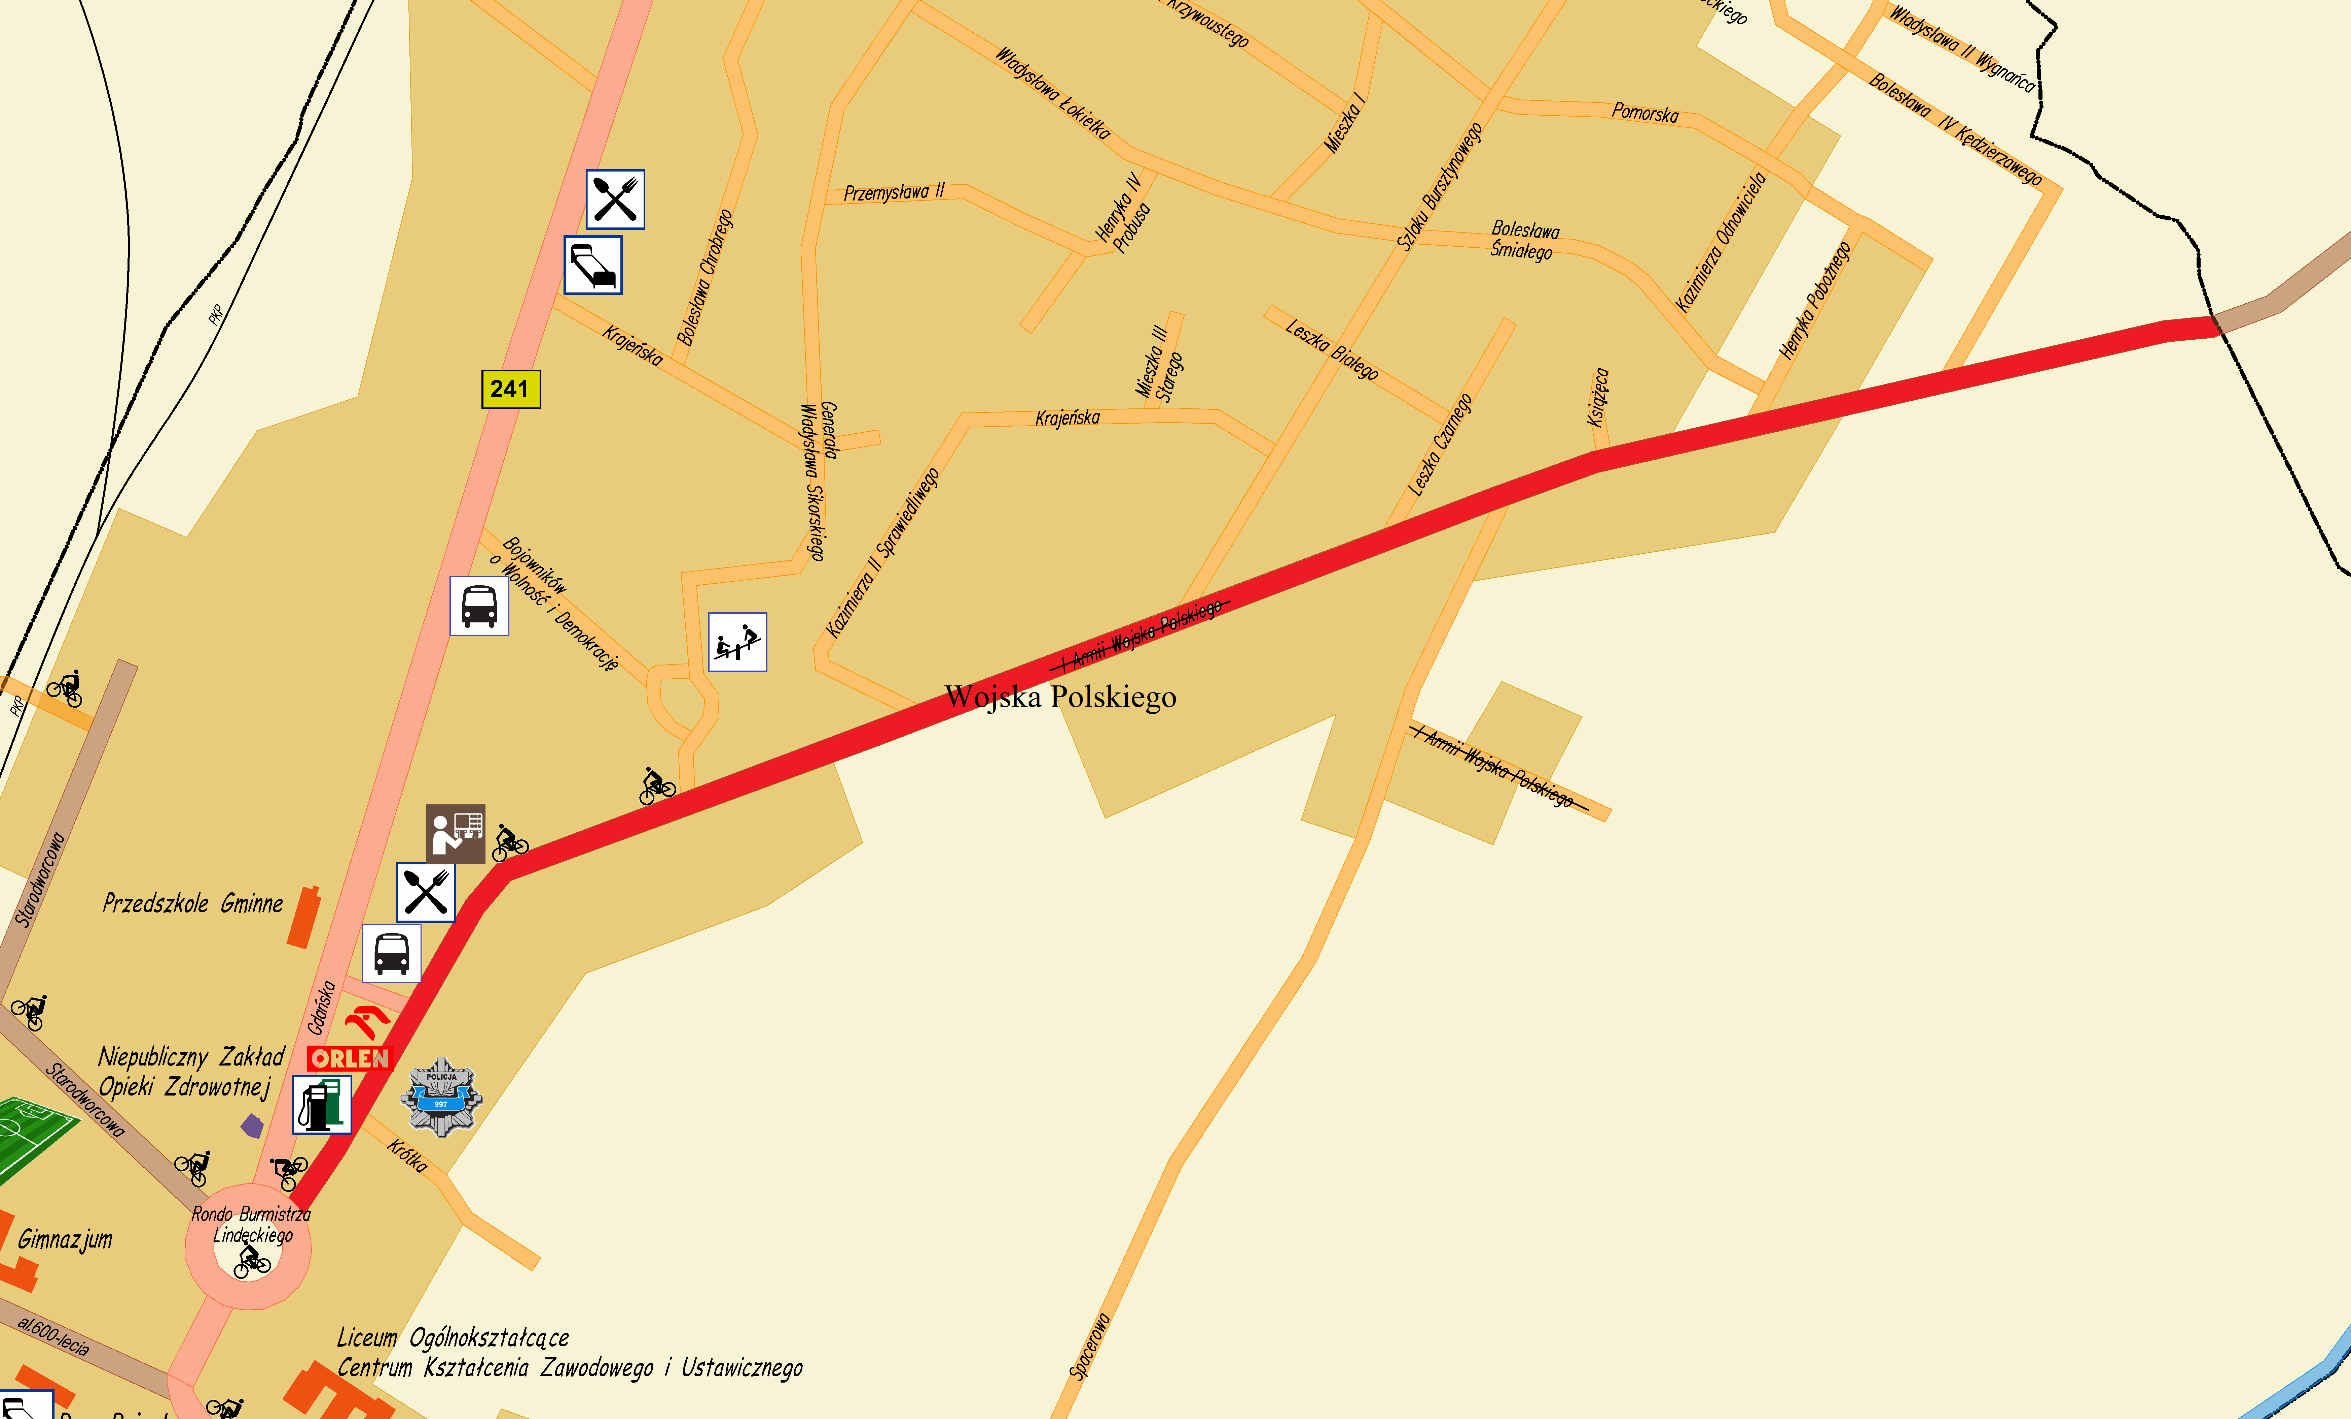 Krzywoustego
Władysława II Wygnańca
Bolesława IV Kędzierzawego
Władysława Łokietka
Mieszka I
Pomorska
Szlaku Bursztynowego
Przemysława II
Henryka IV
Probusa
Bolesława
Śmiałego
Kazimierza Odnowiciela
Henryka Pobożnego
Bolesława Chrobrego
PKP
Krajeńska
241
Mieszka III
Starego
Leszka Białego
Książęca
Krajeńska
Leszka Czarnego
Generała
Władysława Sikorskiego
Kazimierza II Sprawiedliwego
Bojowników
o Wolność i Demokrację
I Armii Wojska Polskiego
Wojska Polskiego
PKP
I Armii Wojska Polskiego
Starodworcowa
Przedszkole Gminne
Gdańska
ORLEN
Niepubliczny Zakład
Opieki Zdrowotnej
POLICJA
997
Starodworcowa
Krótka
Rondo Burmistrza
Lindeckiego
Gimnazjum
al.600-lecia
Liceum Ogólnokształcące
Centrum Kształcenia Zawodowego i Ustawicznego
Spacerowa